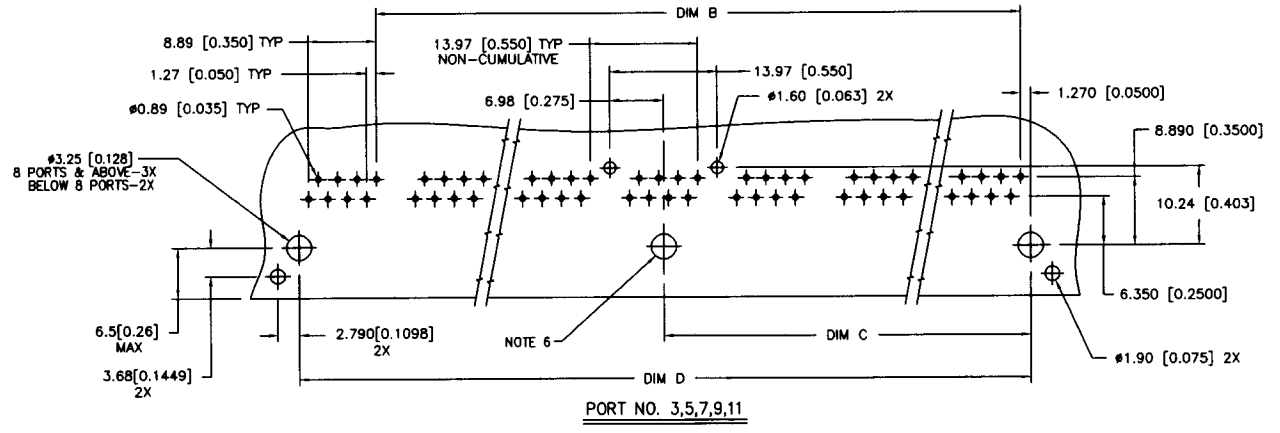 DIM B
8.89 [0.350] TYP
13.97 [0.550] TYP
NON-CUMULATIVE
1.27 [0.050] TYP
13.97 [0.550]
ø0.89 [0.035] TYP
6.98 [0.275]
ø1.60 [0.063] 2X
1.270 [0.0500]
8.890 [0.3500]
ø3.25 [0.128]
8 PORTS & ABOVE-3X
BELOW 8 PORTS-2X
10.24 [0.403]
6.350 [0.2500]
6.5[0.26]
MAX
2.790[0.1098]
2X
NOTE 6
DIM C
ø1.90 [0.075] 2X
3.68[0.1449]
2X
DIM D
PORT NO. 3,5,7,9,11